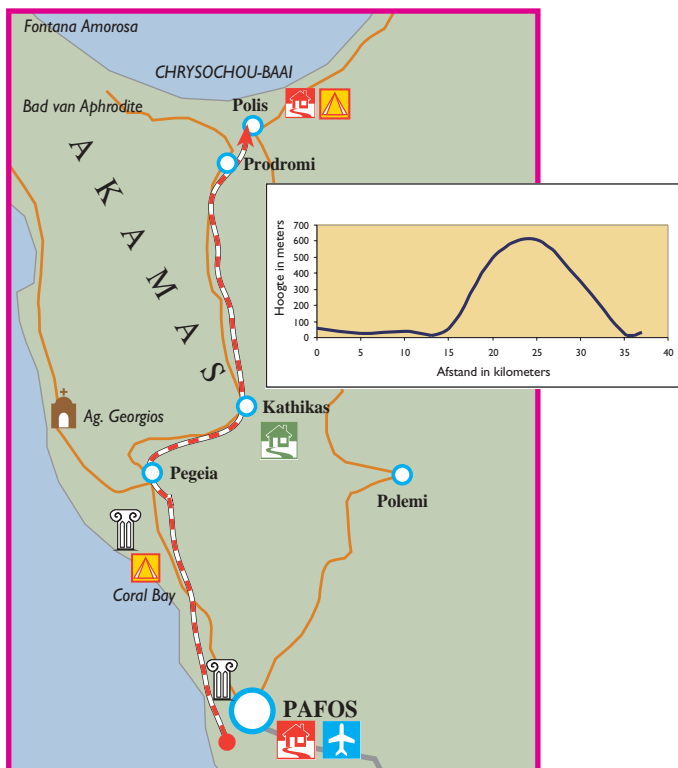 Fontana Amorosa
CHRYSOCHOU-BAAI
Bad van Aphrodite
Polis
Prodromi
AKAMAS
Hoogte in meters
700
600
500
400
300
200
100
0
0 5 10 15 20 25 30 35 40
Afstand in kilometers
Kathikas
Ag. Georgios
Pegeia
Polemi
Coral Bay
PAFOS